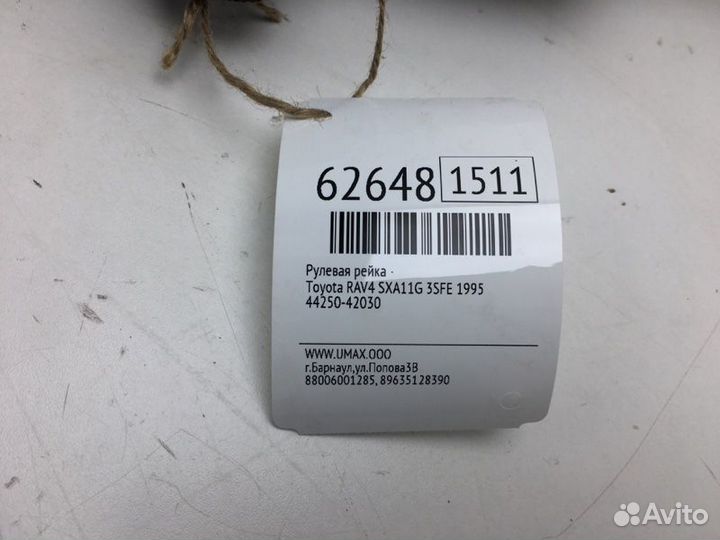 62648 1511
Рулевая рейка -
Toyota RAV4 SXA11G 3SFE 1995
44250-42030
WWW.UMAX.OOO
г.Барнаул,ул.Попова3В
88006001285, 89635128390
Avito